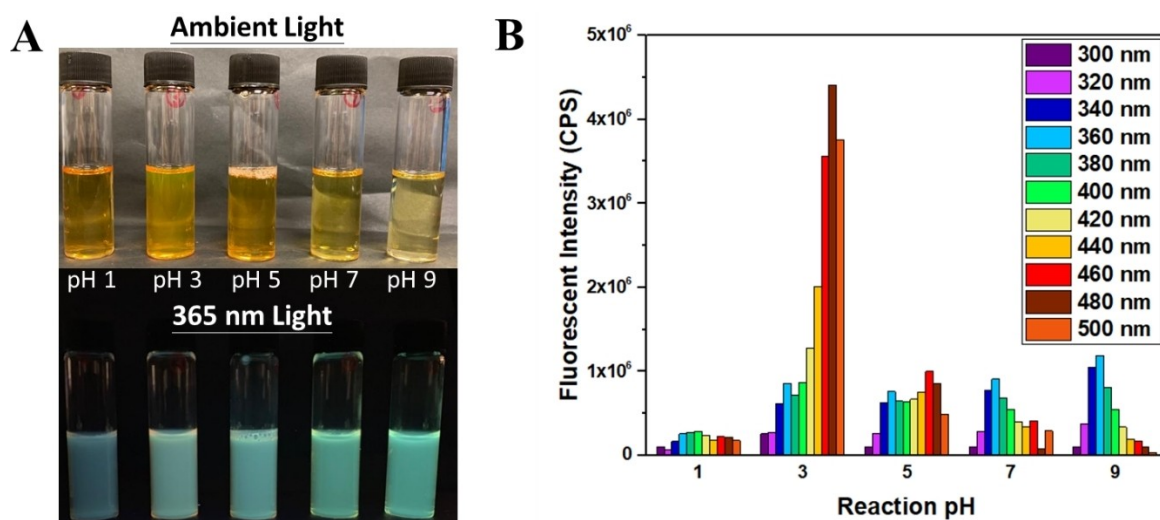 A
Ambient Light
pH 1 pH 3 pH 5 pH 7 pH 9
365 nm Light
B
Fluorescent Intensity (CPS)
5x10⁶
4x10⁶
3x10⁶
2x10⁶
1x10⁶
0
1 3 5 7 9
Reaction pH
300 nm
320 nm
340 nm
360 nm
380 nm
400 nm
420 nm
440 nm
460 nm
480 nm
500 nm